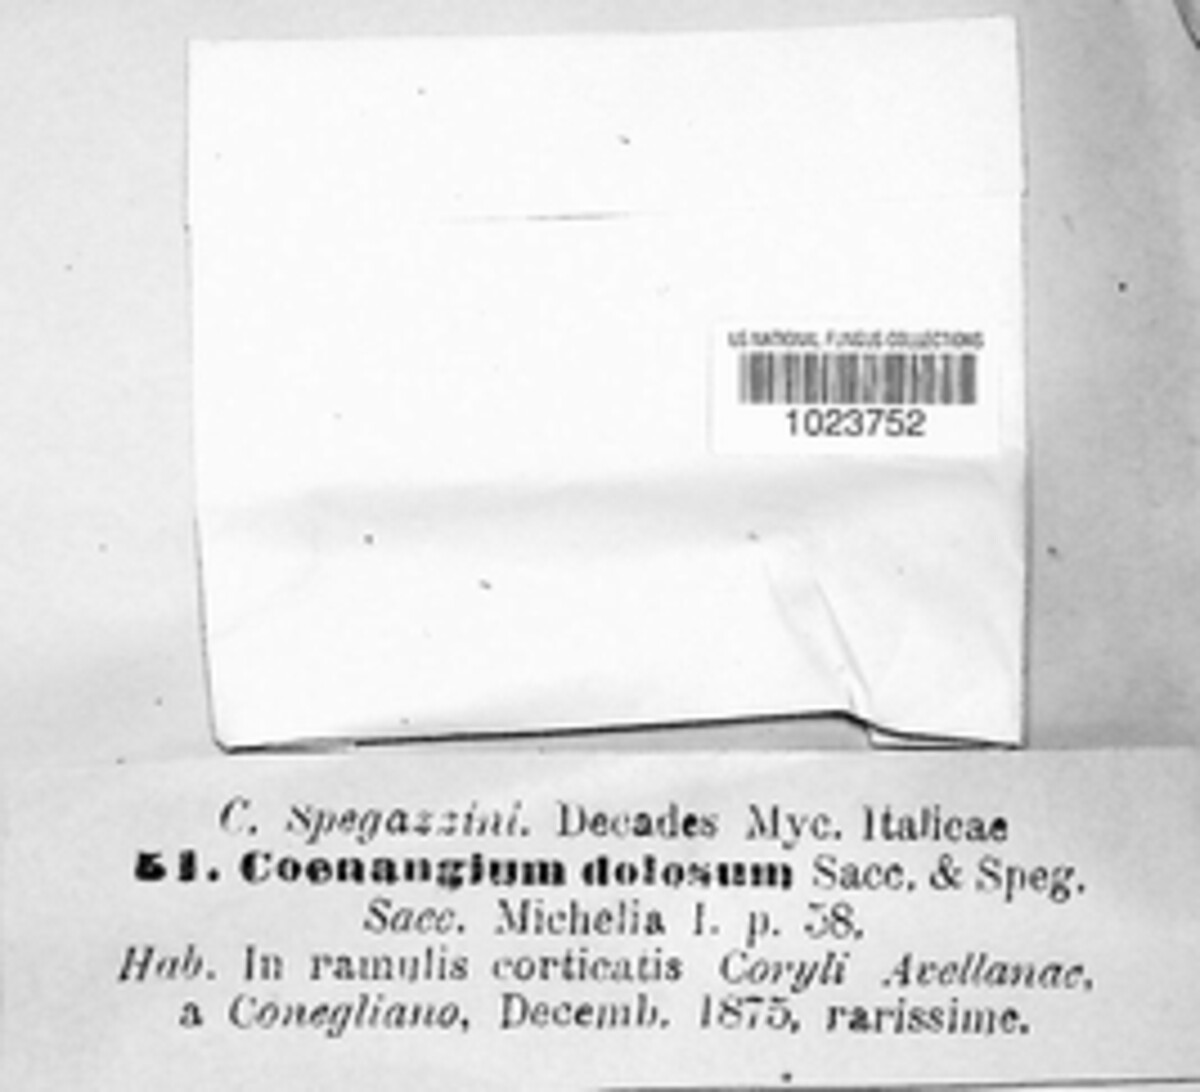 US NATIONAL FUNGUS COLLECTIONS
1023752
C. Spegazzini. Decades Myc. Italicae
51. Coenangium dolosum Sacc. & Speg.
Sacc. Michelia I. p. 58.
Hab. In ramulis corticatis Coryli Avellanae,
a Conegliano, Decemb. 1875, rarissime.